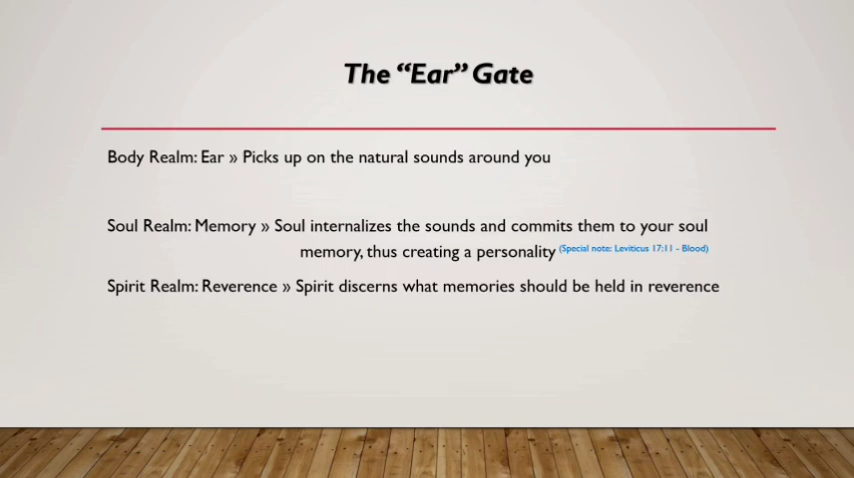 The “Ear” Gate
Body Realm: Ear » Picks up on the natural sounds around you
Soul Realm: Memory » Soul internalizes the sounds and commits them to your soul
memory, thus creating a personality (Special note: Leviticus 17:11 - Blood)
Spirit Realm: Reverence » Spirit discerns what memories should be held in reverence